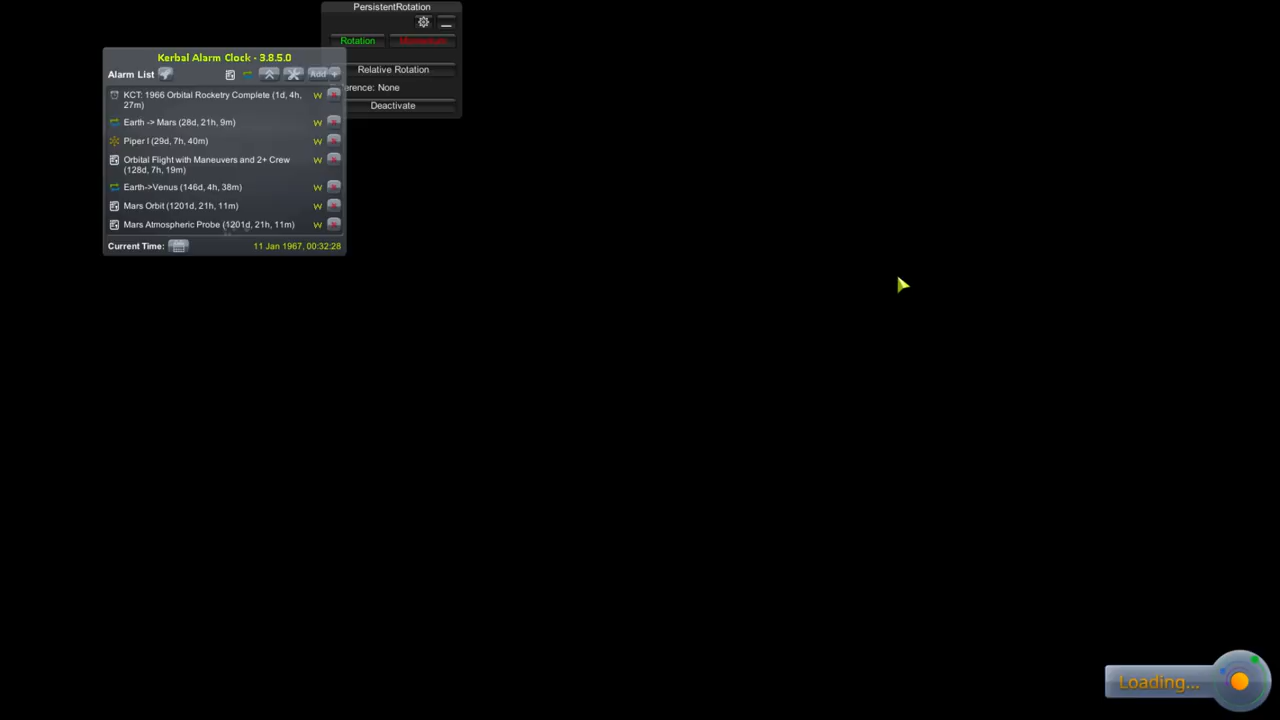 PersistentRotation
Rotation Momentum
Kerbal Alarm Clock - 3.8.5.0
Relative Rotation
Alarm List Add +
erence: None
KCT: 1966 Orbital Rocketry Complete (1d, 4h,
27m) W
Deactivate
Earth -> Mars (28d, 21h, 9m) W
Piper I (29d, 7h, 40m) W
Orbital Flight with Maneuvers and 2+ Crew
(128d, 7h, 19m) W
Earth->Venus (146d, 4h, 38m) W
Mars Orbit (1201d, 21h, 11m) W
Mars Atmospheric Probe (1201d, 21h, 11m) W
Current Time: 11 Jan 1967, 00:32:28
Loading...